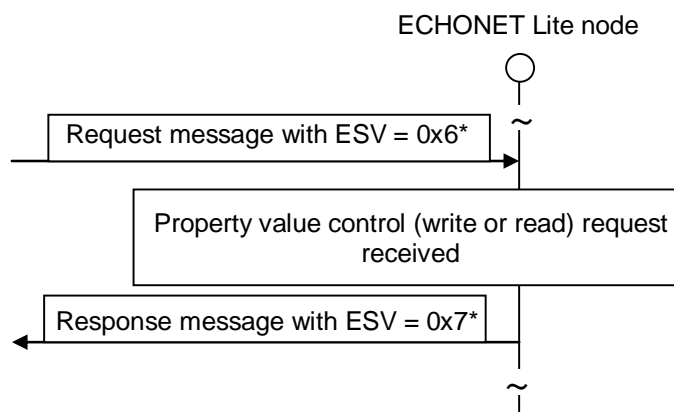 ECHONET Lite node
~
Request message with ESV = 0x6*
Property value control (write or read) request
received
Response message with ESV = 0x7*
~